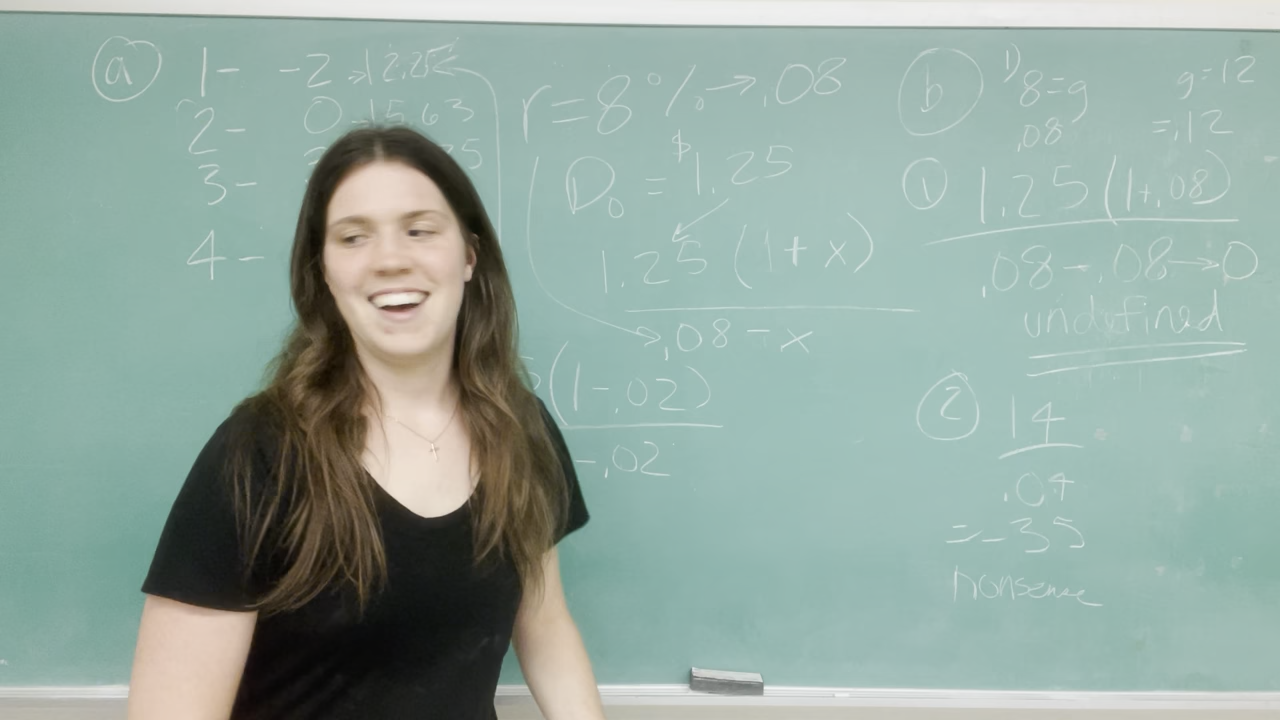 a
1- -2 → 12.25
2- 0 15.63
3-
4-
r = 8% → .08
D₀ = $1.25
1.25 (1 + x)
.08 - x
(1-.02)
-.02
b
1) 8=g g=12
.08 =.12
① 1.25(1+.08)
.08 - .08 → 0
undefined
② 14
.04
= -35
nonsense